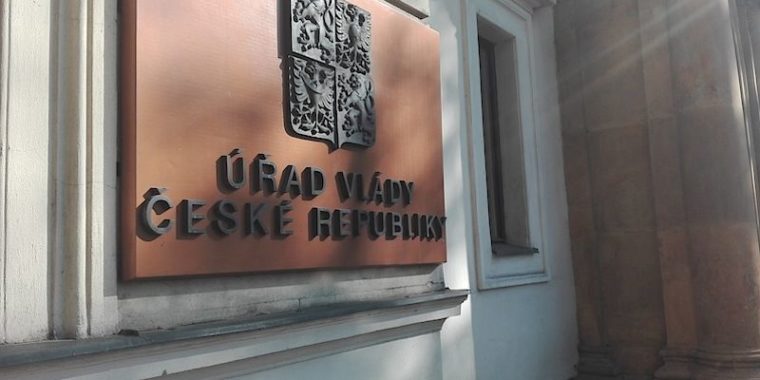 ÚŘAD VLÁDY
ČESKÉ REPUBLIKY